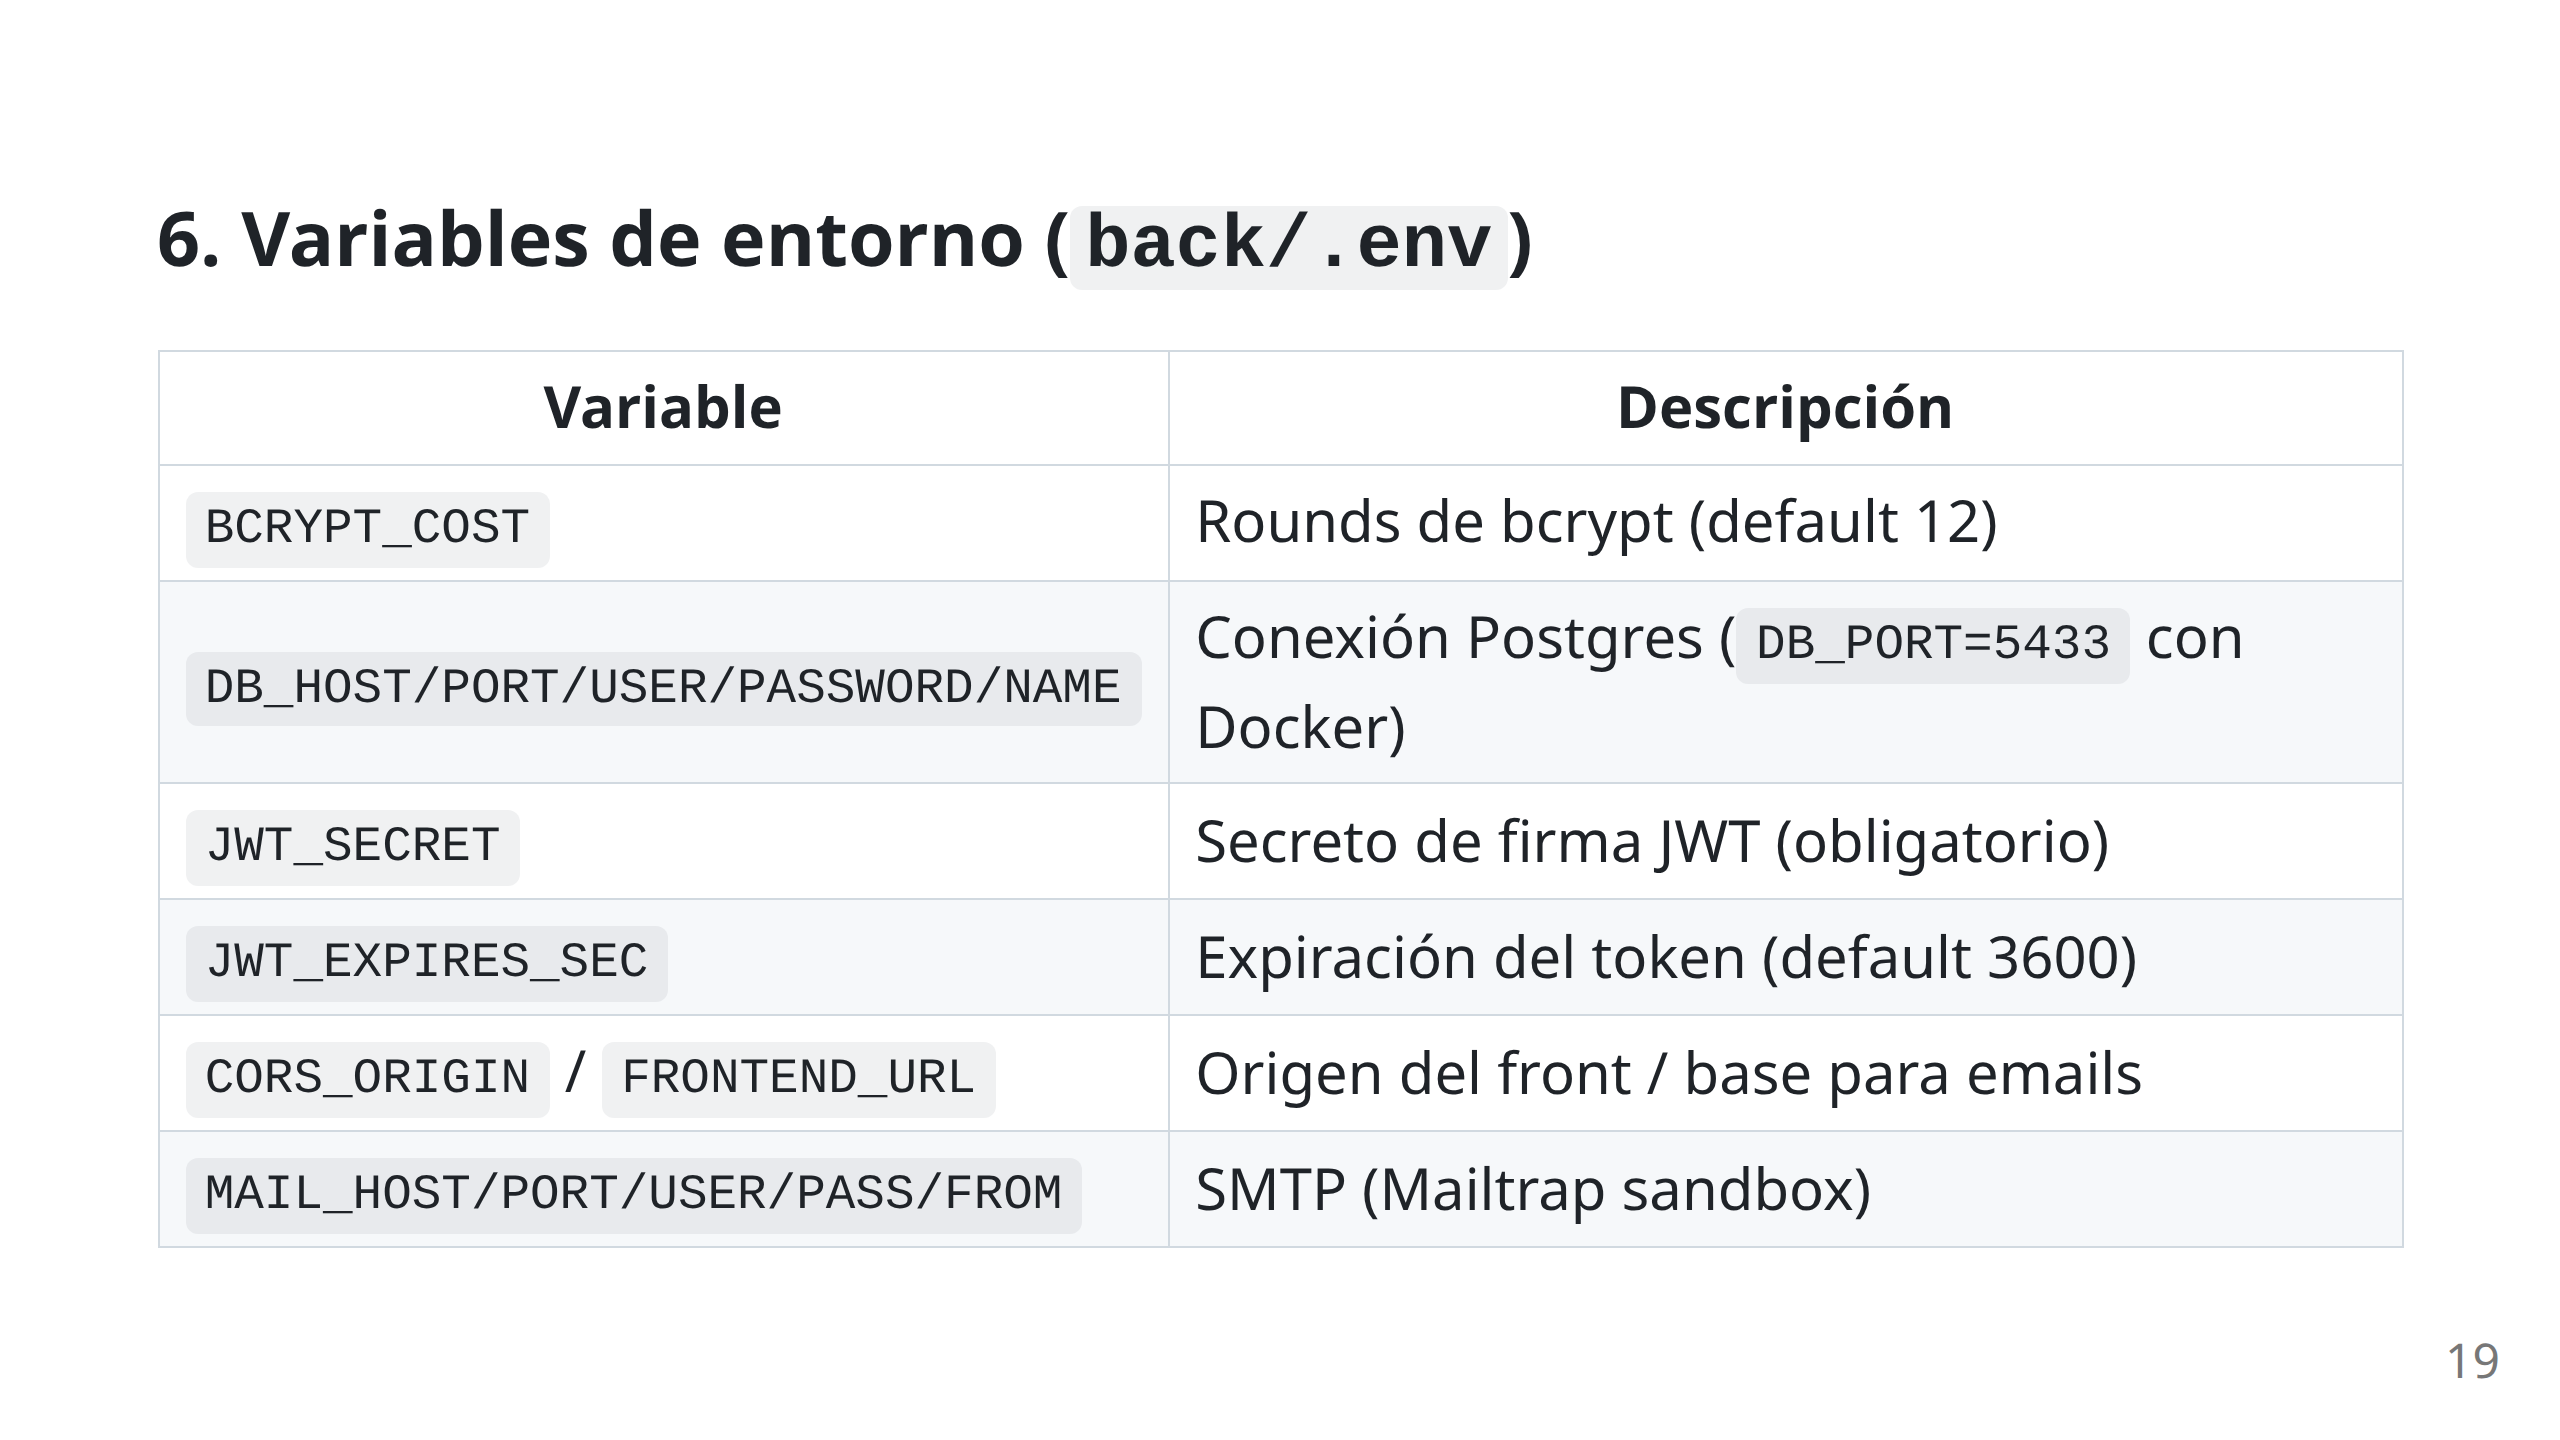 6. Variables de entorno (back/.env)
Variable Descripción
BCRYPT_COST Rounds de bcrypt (default 12)
DB_HOST/PORT/USER/PASSWORD/NAME Conexión Postgres (DB_PORT=5433 con
Docker)
JWT_SECRET Secreto de firma JWT (obligatorio)
JWT_EXPIRES_SEC Expiración del token (default 3600)
CORS_ORIGIN / FRONTEND_URL Origen del front / base para emails
MAIL_HOST/PORT/USER/PASS/FROM SMTP (Mailtrap sandbox)
19